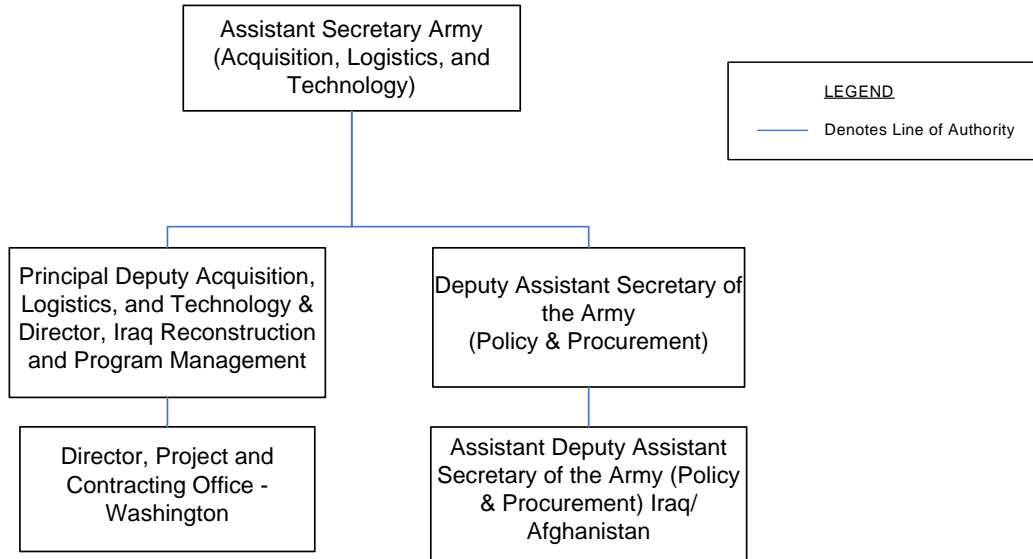 Assistant Secretary Army
(Acquisition, Logistics, and
Technology)
LEGEND
Denotes Line of Authority
Principal Deputy Acquisition,
Logistics, and Technology &
Director, Iraq Reconstruction
and Program Management
Deputy Assistant Secretary of
the Army
(Policy & Procurement)
Director, Project and
Contracting Office -
Washington
Assistant Deputy Assistant
Secretary of the Army (Policy
& Procurement) Iraq/
Afghanistan